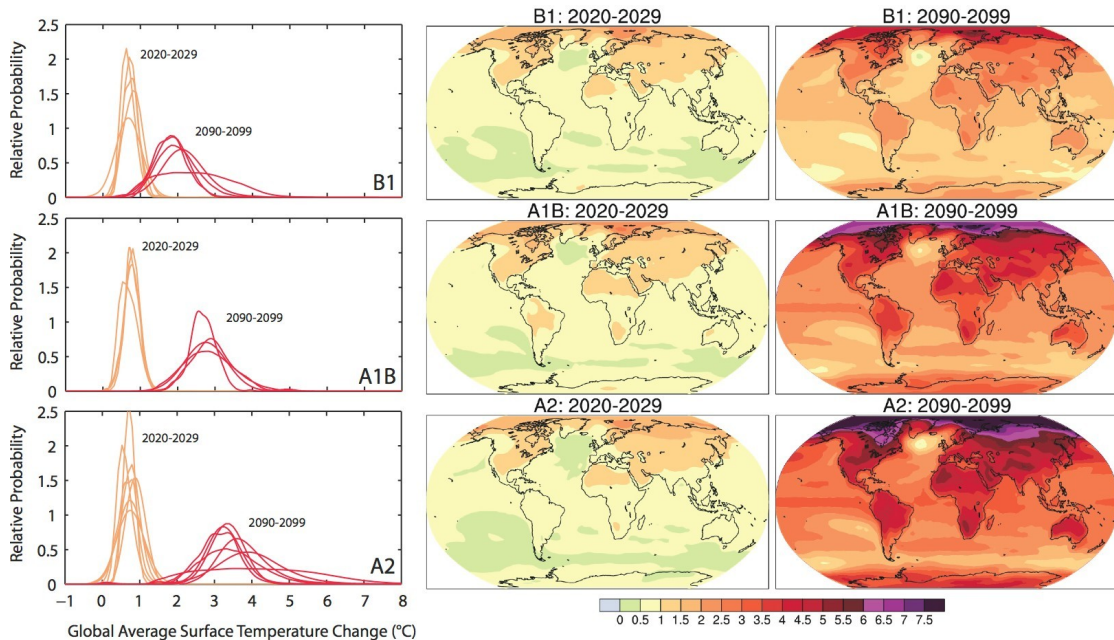 B1: 2020-2029
B1: 2090-2099
Relative Probability
2.5
2
1.5
1
0.5
0
2020-2029
2090-2099
B1
A1B: 2020-2029
A1B: 2090-2099
Relative Probability
2.5
2
1.5
1
0.5
0
2020-2029
2090-2099
A1B
A2: 2020-2029
A2: 2090-2099
Relative Probability
2.5
2
1.5
1
0.5
0
2020-2029
2090-2099
A2
−1 0 1 2 3 4 5 6 7 8
Global Average Surface Temperature Change (°C)
0 0.5 1 1.5 2 2.5 3 3.5 4 4.5 5 5.5 6 6.5 7 7.5